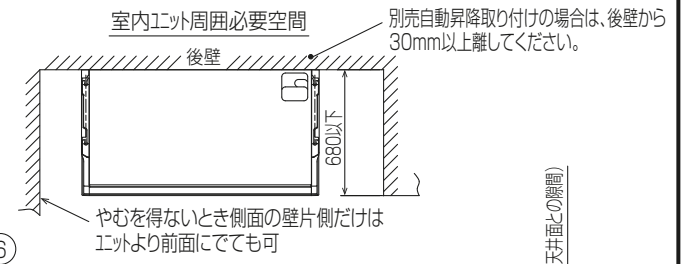 室内ユニット周囲必要空間
別売自動昇降取り付けの場合は、後壁から
30mm以上離してください。
後壁
680以下
やむを得ないとき側面の壁片側だけは
ユニットより前面にでても可
天井面との隙間)